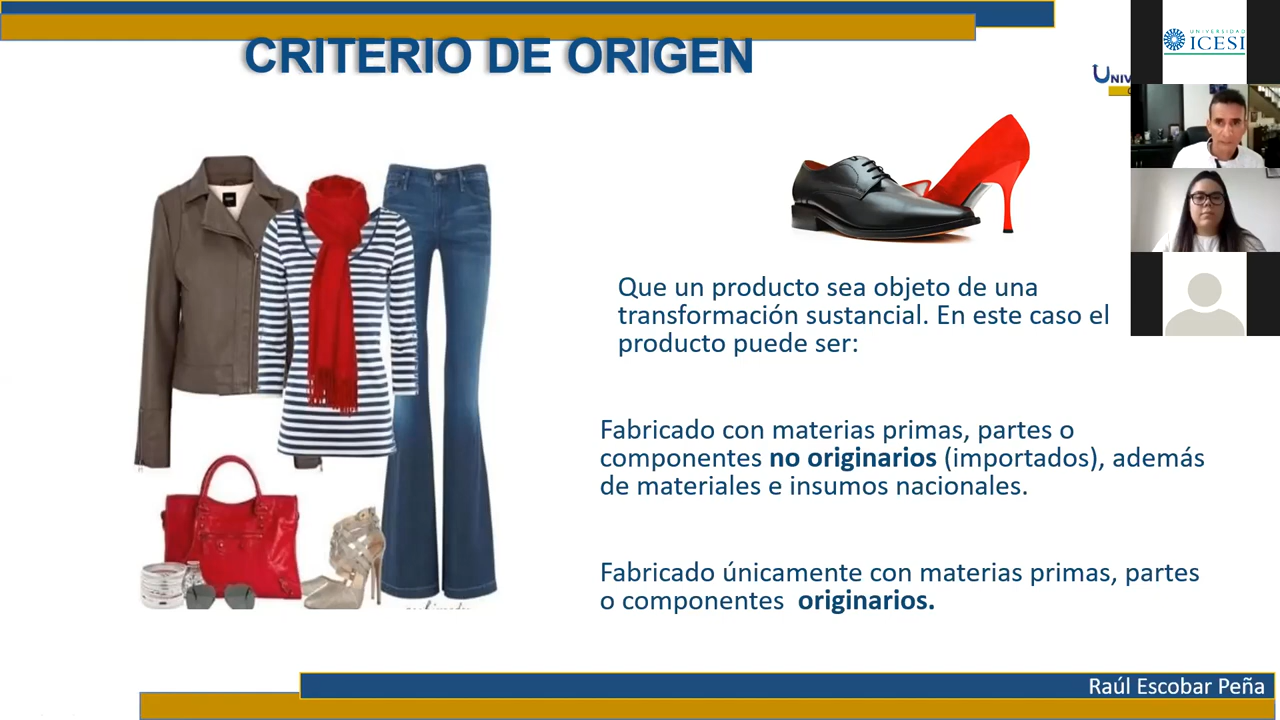 CRITERIO DE ORIGEN
UNIVERSIDAD
ICESI
Que un producto sea objeto de una
transformación sustancial. En este caso el
producto puede ser:
Fabricado con materias primas, partes o
componentes no originarios (importados), además
de materiales e insumos nacionales.
Fabricado únicamente con materias primas, partes
o componentes originarios.
Raúl Escobar Peña